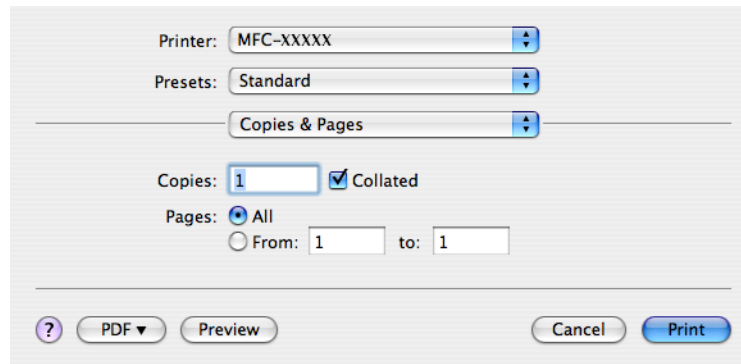 Printer: MFC-XXXXX
Presets: Standard
Copies & Pages
Copies: 1 Collated
Pages: All
From: 1 to: 1
? PDF ▼ Preview Cancel Print